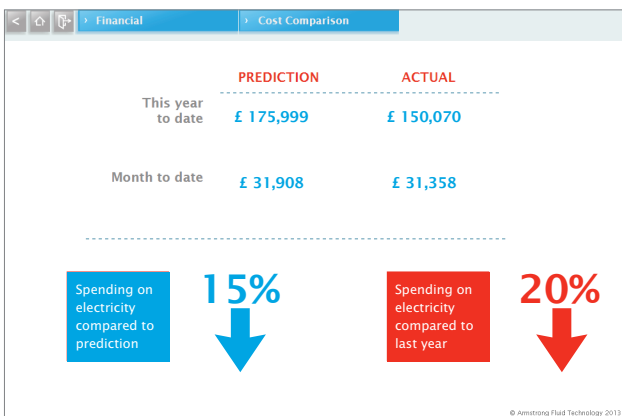 < › Financial › Cost Comparison
PREDICTION ACTUAL
This year
to date £ 175,999 £ 150,070
Month to date £ 31,908 £ 31,358
Spending on
electricity
compared to
prediction
15%
Spending on
electricity
compared to
last year
20%
© Armstrong Fluid Technology 2013